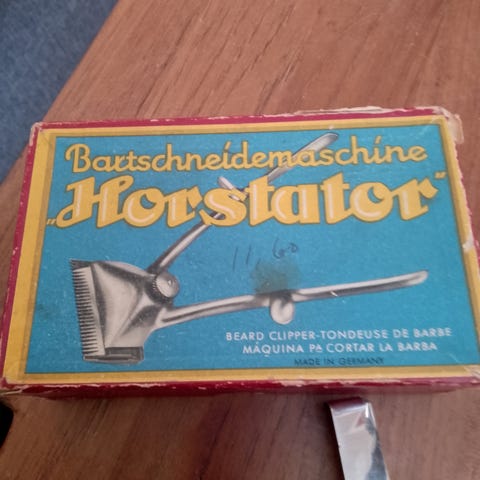 Bartschneidemaschine
„Horstator“
11,60
BEARD CLIPPER-TONDEUSE DE BARBE
MÁQUINA PA CORTAR LA BARBA
MADE IN GERMANY